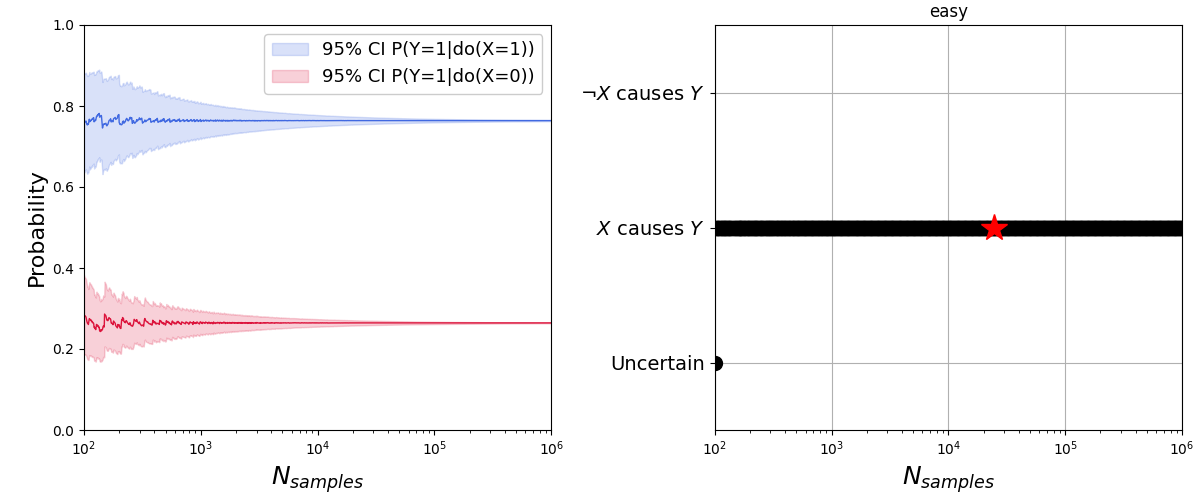 easy
1.0
0.8
0.6
0.4
0.2
0.0
Probability
95% CI P(Y=1|do(X=1))
95% CI P(Y=1|do(X=0))
10²
10³
10⁴
10⁵
10⁶
N_samples
¬X causes Y
X causes Y
Uncertain
10²
10³
10⁴
10⁵
10⁶
N_samples